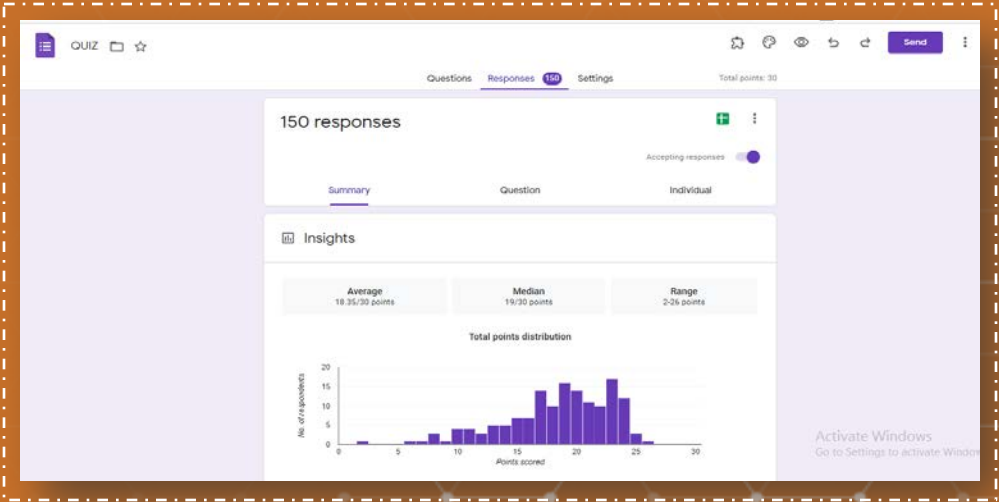 QUIZ
Send
Questions Responses 150 Settings
Total points: 30
150 responses
Accepting responses
Summary Question Individual
Insights
Average Median Range
18.35/30 points 19/30 points 2-26 points
Total points distribution
No. of respondents
20
15
10
5
0
0 5 10 15 20 25 30
Points scored
Activate Windows
Go to Settings to activate Window